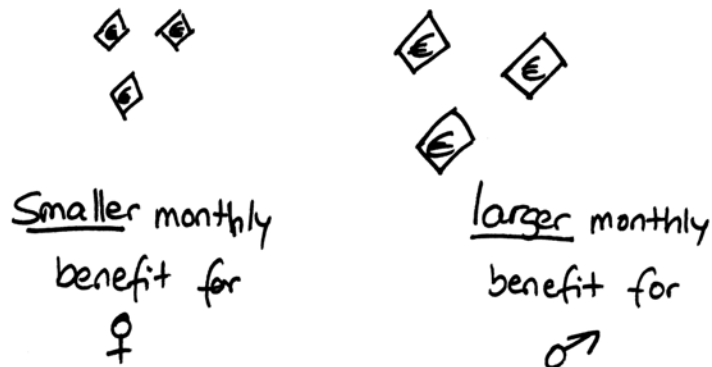 € €
€
Smaller monthly
benefit for
♀
€ €
€
larger monthly
benefit for
♂